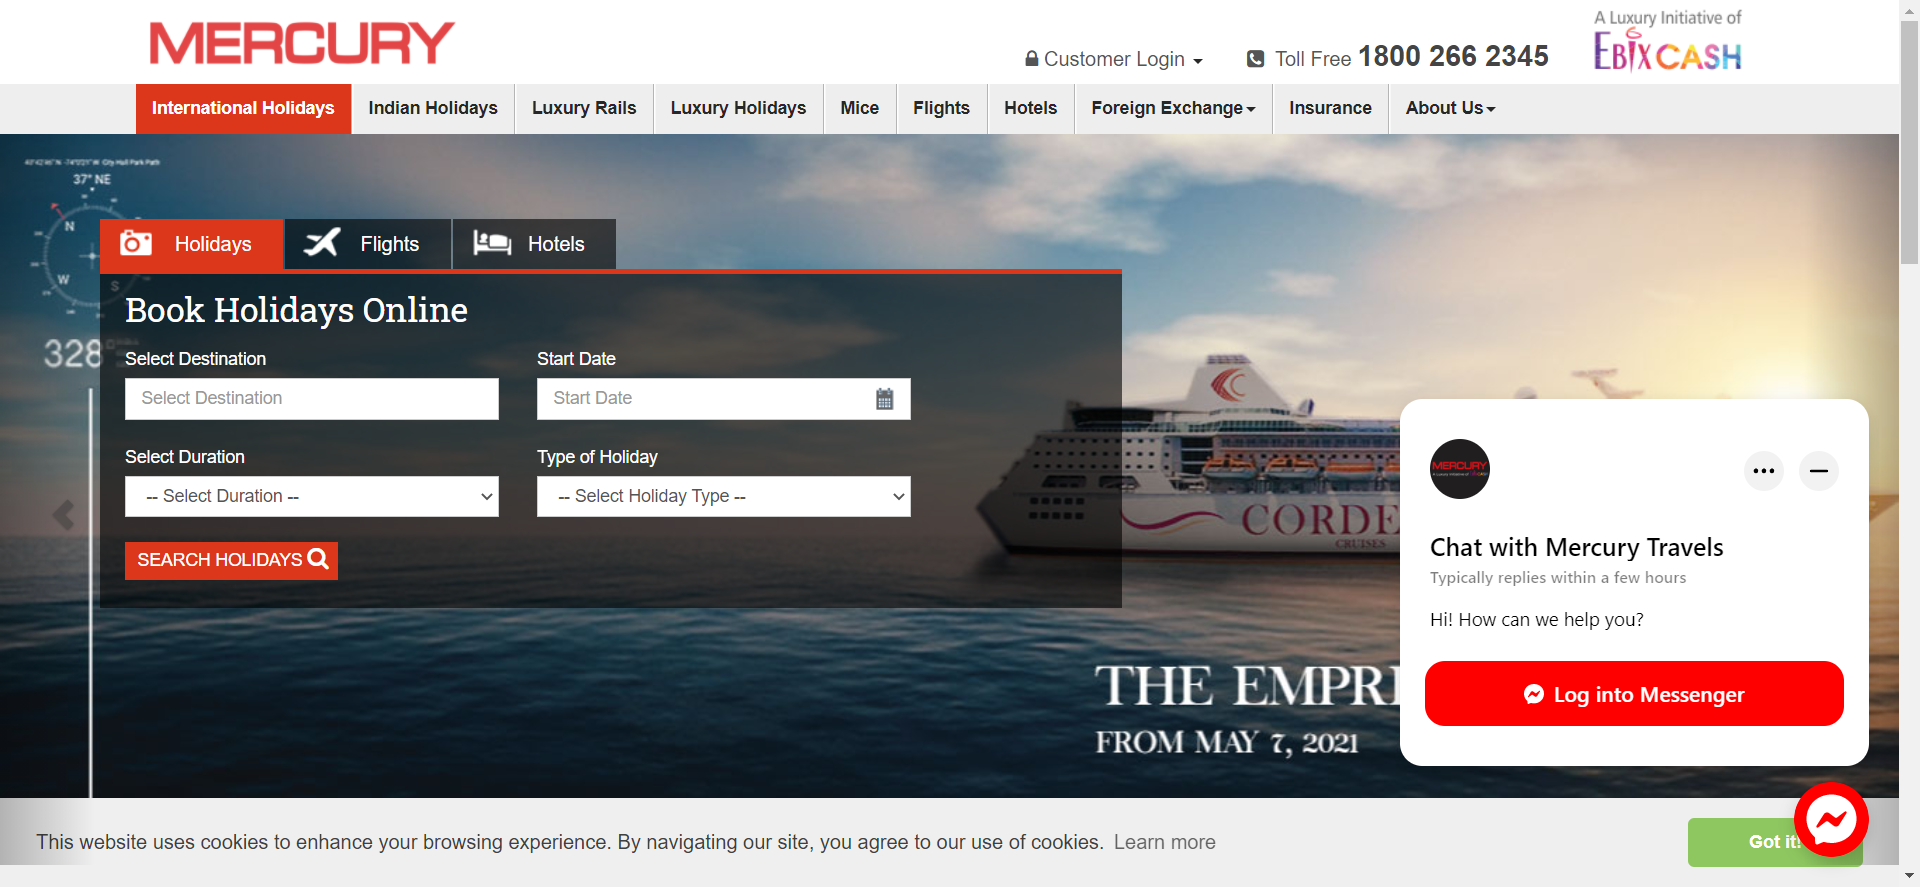 MERCURY
Customer Login
Toll Free 1800 266 2345
A Luxury Initiative of
EBIXCASH
International Holidays
Indian Holidays
Luxury Rails
Luxury Holidays
Mice
Flights
Hotels
Foreign Exchange
Insurance
About Us
37° NE
N
W
S
328
Holidays
Flights
Hotels
Book Holidays Online
Select Destination
Start Date
Select Destination
Start Date
Select Duration
Type of Holiday
-- Select Duration --
-- Select Holiday Type --
SEARCH HOLIDAYS
CORDE
CRUISES
THE EMPRE
FROM MAY 7, 2021
MERCURY
Chat with Mercury Travels
Typically replies within a few hours
Hi! How can we help you?
Log into Messenger
This website uses cookies to enhance your browsing experience. By navigating our site, you agree to our use of cookies. Learn more
Got it!